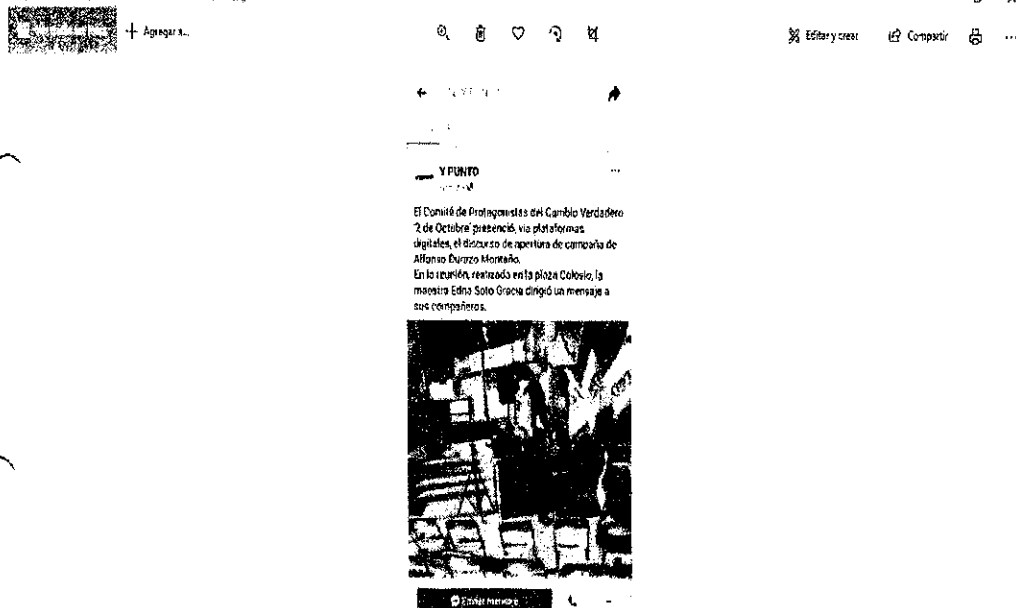 Agregar a...
Editar y crear
Compartir
Y PUNTO
El Comité de Protagonistas del Cambio Verdadero
'2 de Octubre' presenció, vía plataformas
digitales, el discurso de apertura de campaña de
Alfonso Durazo Montaño.
En la reunión, realizada en la plaza Colosio, la
maestra Edna Soto Gracia dirigió un mensaje a
sus compañeros.
Enviar mensaje